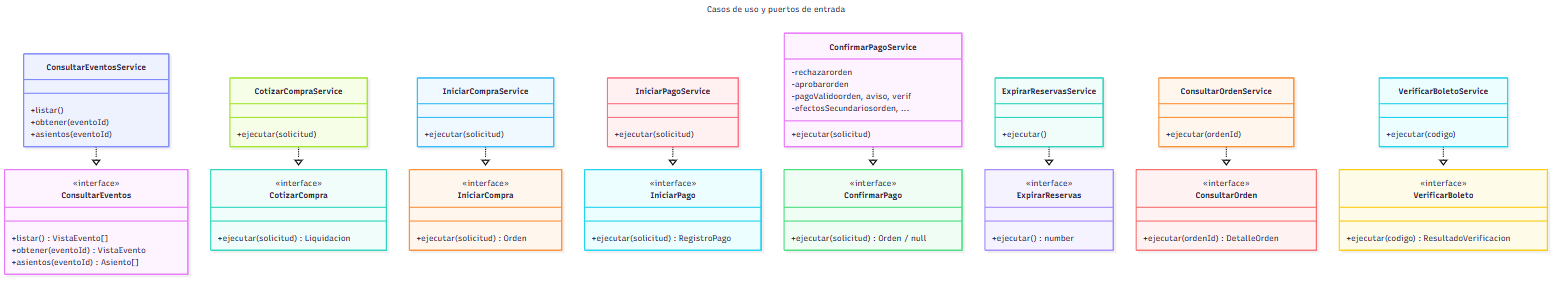 Casos de uso y puertos de entrada
ConsultarEventosService
+listar()
+obtener(eventoId)
+asientos(eventoId)
CotizarCompraService
+ejecutar(solicitud)
IniciarCompraService
+ejecutar(solicitud)
IniciarPagoService
+ejecutar(solicitud)
ConfirmarPagoService
-rechazarorden
-aprobarorden
-pagoValidoorden, aviso, verif
-efectosSecundariosorden, ...
+ejecutar(solicitud)
ExpirarReservasService
+ejecutar()
ConsultarOrdenService
+ejecutar(ordenId)
VerificarBoletoService
+ejecutar(codigo)
«interface»
ConsultarEventos
+listar() : VistaEvento[]
+obtener(eventoId) : VistaEvento
+asientos(eventoId) : Asiento[]
«interface»
CotizarCompra
+ejecutar(solicitud) : Liquidacion
«interface»
IniciarCompra
+ejecutar(solicitud) : Orden
«interface»
IniciarPago
+ejecutar(solicitud) : RegistroPago
«interface»
ConfirmarPago
+ejecutar(solicitud) : Orden / null
«interface»
ExpirarReservas
+ejecutar() : number
«interface»
ConsultarOrden
+ejecutar(ordenId) : DetalleOrden
«interface»
VerificarBoleto
+ejecutar(codigo) : ResultadoVerificacion